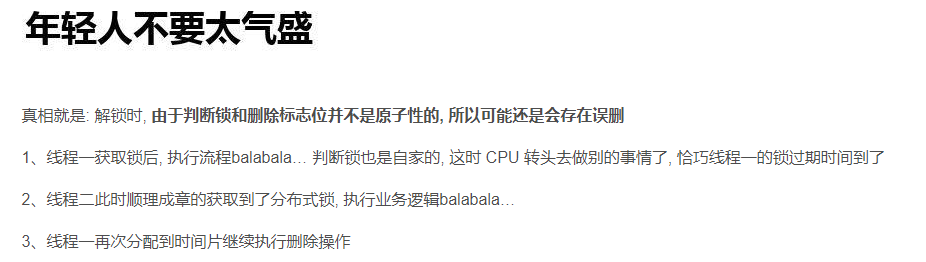 年轻人不要太气盛
真相就是: 解锁时, 由于判断锁和删除标志位并不是原子性的, 所以可能还是会存在误删
1、线程一获取锁后, 执行流程balabala… 判断锁也是自家的, 这时 CPU 转头去做别的事情了, 恰巧线程一的锁过期时间到了
2、线程二此时顺理成章的获取到了分布式锁, 执行业务逻辑balabala…
3、线程一再次分配到时间片继续执行删除操作